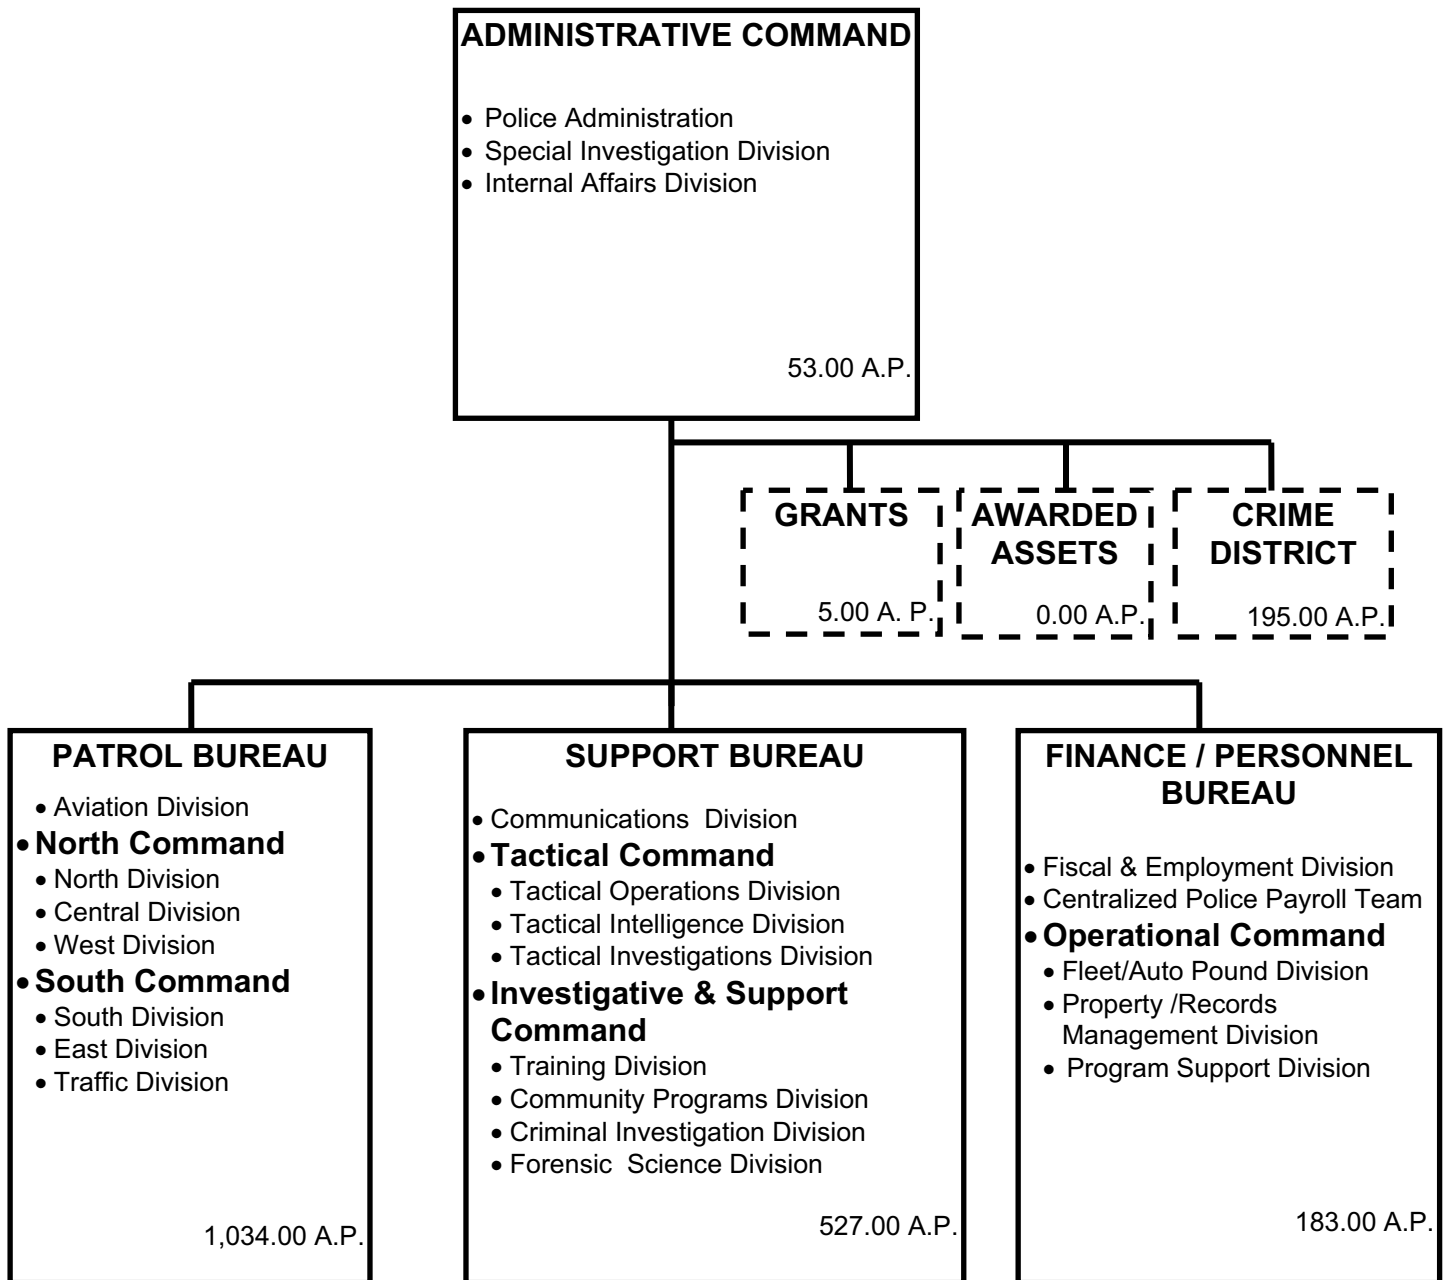 ADMINISTRATIVE COMMAND
• Police Administration
• Special Investigation Division
• Internal Affairs Division
53.00 A.P.
GRANTS
5.00 A. P.
AWARDED
ASSETS
0.00 A.P.
CRIME
DISTRICT
195.00 A.P.
PATROL BUREAU
• Aviation Division
• North Command
• North Division
• Central Division
• West Division
• South Command
• South Division
• East Division
• Traffic Division
1,034.00 A.P.
SUPPORT BUREAU
• Communications Division
• Tactical Command
• Tactical Operations Division
• Tactical Intelligence Division
• Tactical Investigations Division
• Investigative & Support
Command
• Training Division
• Community Programs Division
• Criminal Investigation Division
• Forensic Science Division
527.00 A.P.
FINANCE / PERSONNEL
BUREAU
• Fiscal & Employment Division
• Centralized Police Payroll Team
• Operational Command
• Fleet/Auto Pound Division
• Property /Records
Management Division
• Program Support Division
183.00 A.P.